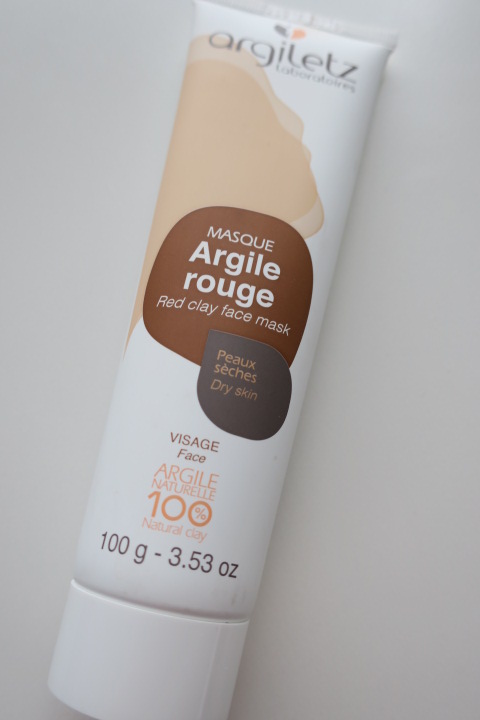 argiletz
Laboratoires
MASQUE
Argile
rouge
Red clay face mask
Peaux
sèches
Dry skin
VISAGE
Face
ARGILE
NATURELLE
100%
Natural clay
100 g - 3.53 oz